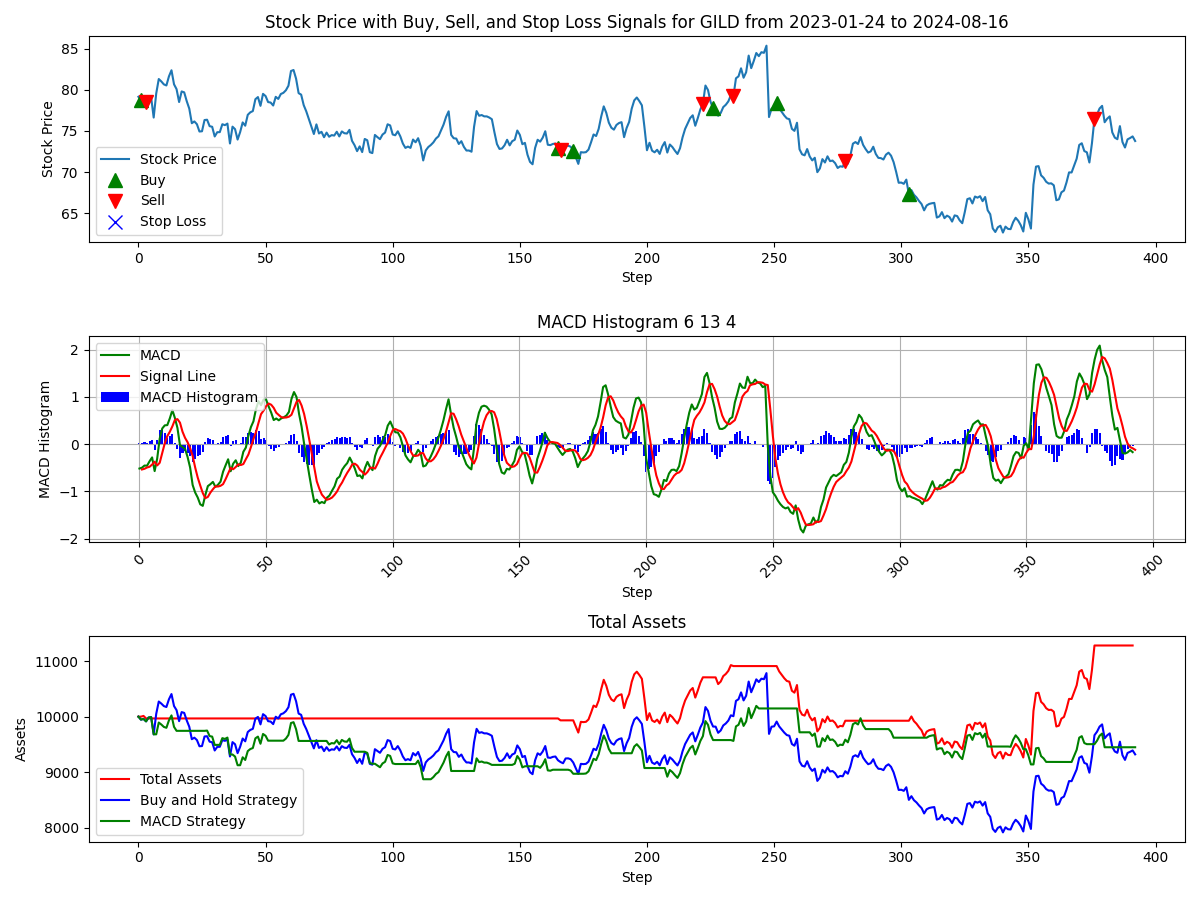 Stock Price with Buy, Sell, and Stop Loss Signals for GILD from 2023-01-24 to 2024-08-16
Stock Price
85
80
75
70
65
Stock Price
Buy
Sell
Stop Loss
0 50 100 150 200 250 300 350 400
Step
MACD Histogram 6 13 4
MACD Histogram
2
1
0
−1
−2
MACD
Signal Line
MACD Histogram
0 50 100 150 200 250 300 350 400
Step
Total Assets
Assets
11000
10000
9000
8000
Total Assets
Buy and Hold Strategy
MACD Strategy
0 50 100 150 200 250 300 350 400
Step